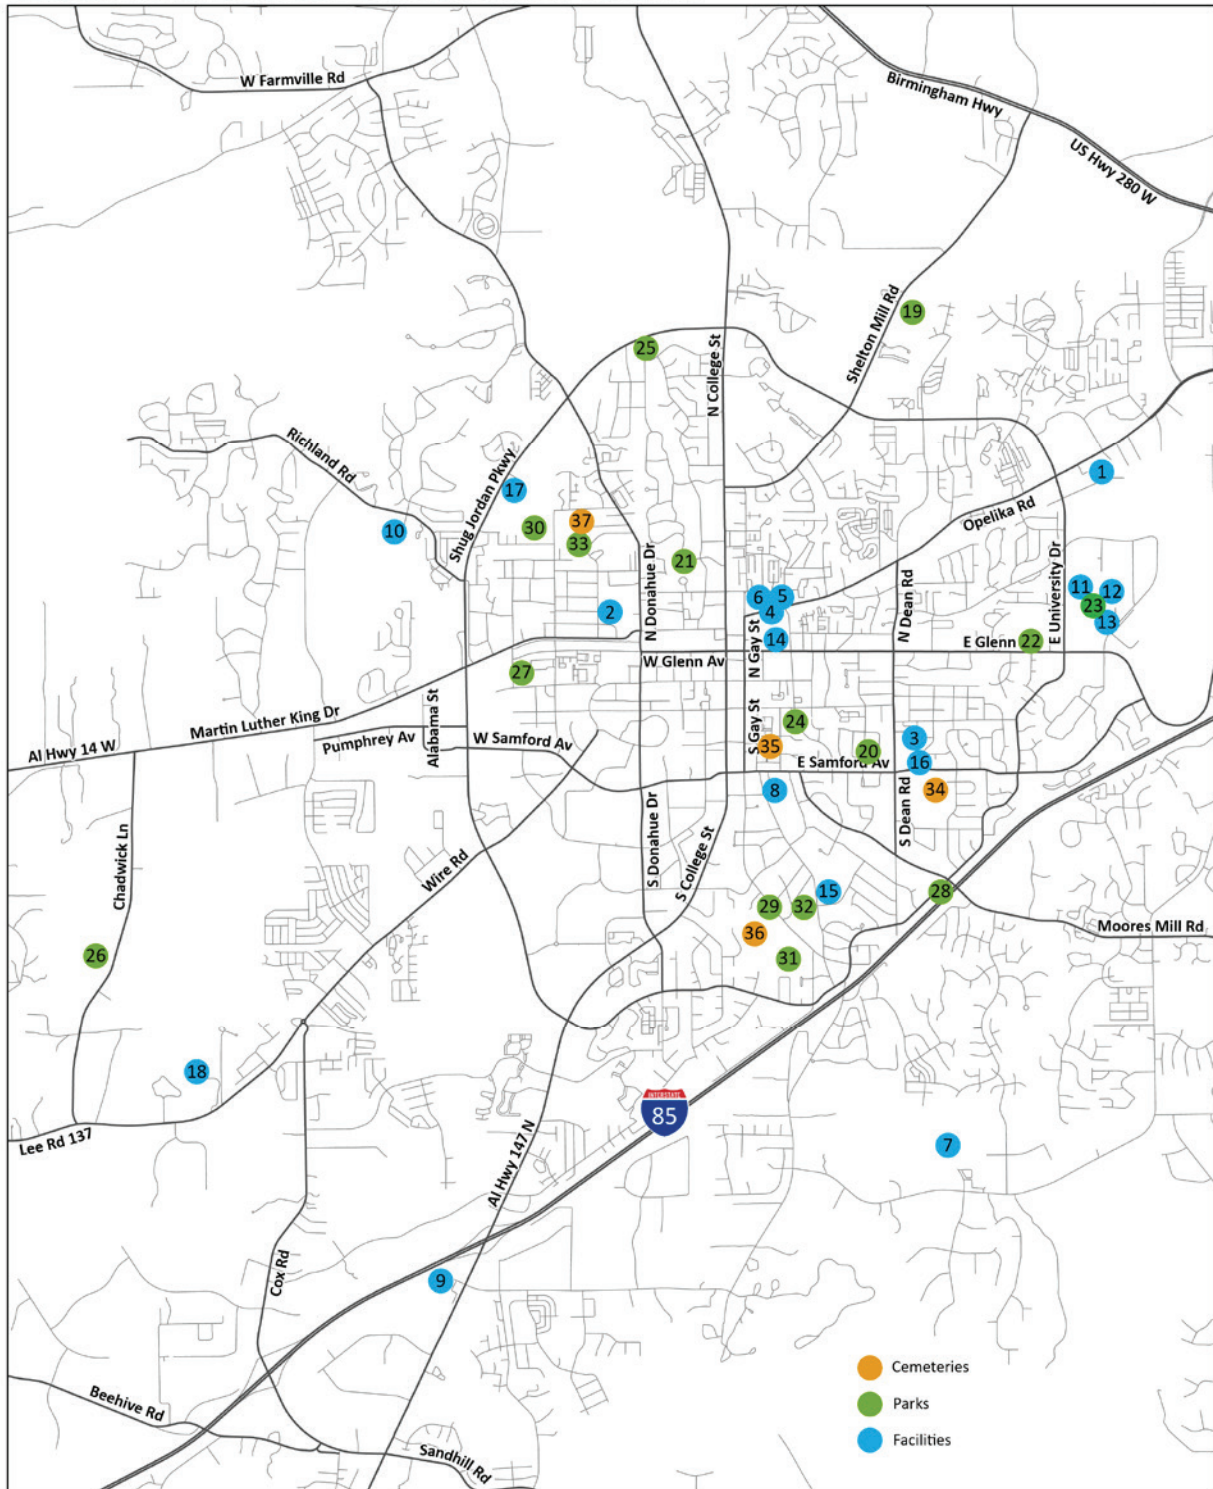 W Farmville Rd
Birmingham Hwy
US Hwy 280 W
19
Shelton Mill Rd
25
N College St
Richland Rd
Shug Jordan Pkwy
1
17
Opelika Rd
10
30
37
33
21
N Donahue Dr
N Dean Rd
E University Dr
11
12
23
13
6
5
4
2
14
N Gay St
E Glenn
22
W Glenn Av
27
Martin Luther King Dr
Al Hwy 14 W
Pumphrey Av
Alabama St
W Samford Av
S Gay St
24
35
20
3
16
E Samford Av
8
34
S Dean Rd
S Donahue Dr
S College St
Chadwick Ln
Wire Rd
15
28
29
32
36
31
Moores Mill Rd
26
18
INTERSTATE
85
Lee Rd 137
Al Hwy 147 N
7
Cox Rd
9
Cemeteries
Parks
Facilities
Beehive Rd
Sandhill Rd